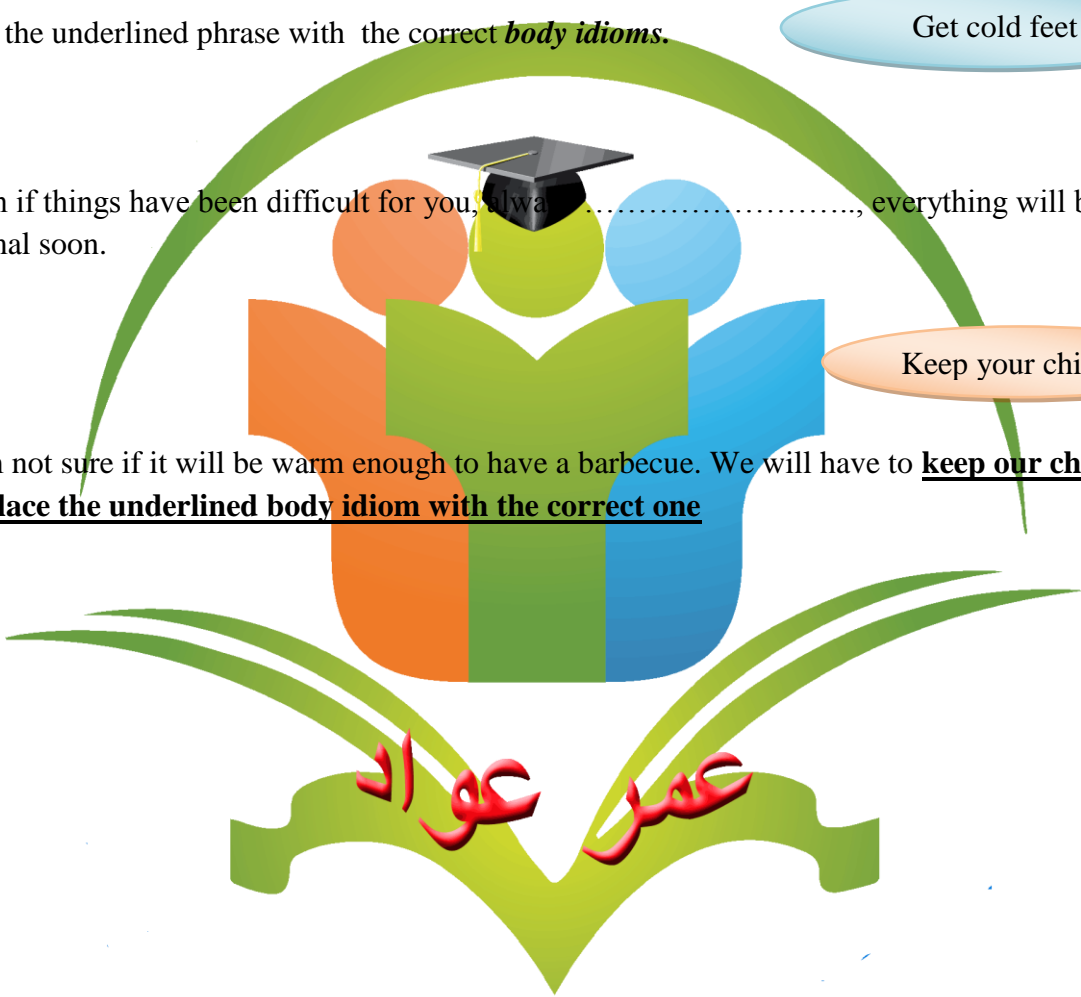 the underlined phrase with the correct body idioms.
Get cold feet
n if things have been difficult for you, alwa …………………….., everything will b
nal soon.
Keep your chi
n not sure if it will be warm enough to have a barbecue. We will have to keep our ch
lace the underlined body idiom with the correct one
عمر عواد